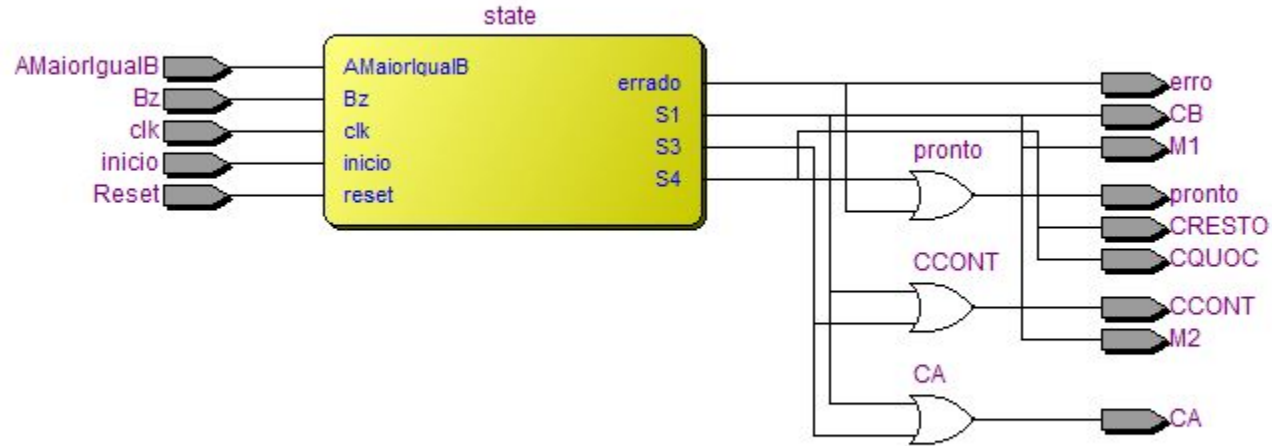 state
AMaiorIgualB
Bz
clk
inicio
Reset
AMaiorIgualB
Bz
clk
inicio
reset
errado
S1
S3
S4
pronto
CCONT
CA
erro
CB
M1
pronto
CRESTO
CQUOC
CCONT
M2
CA